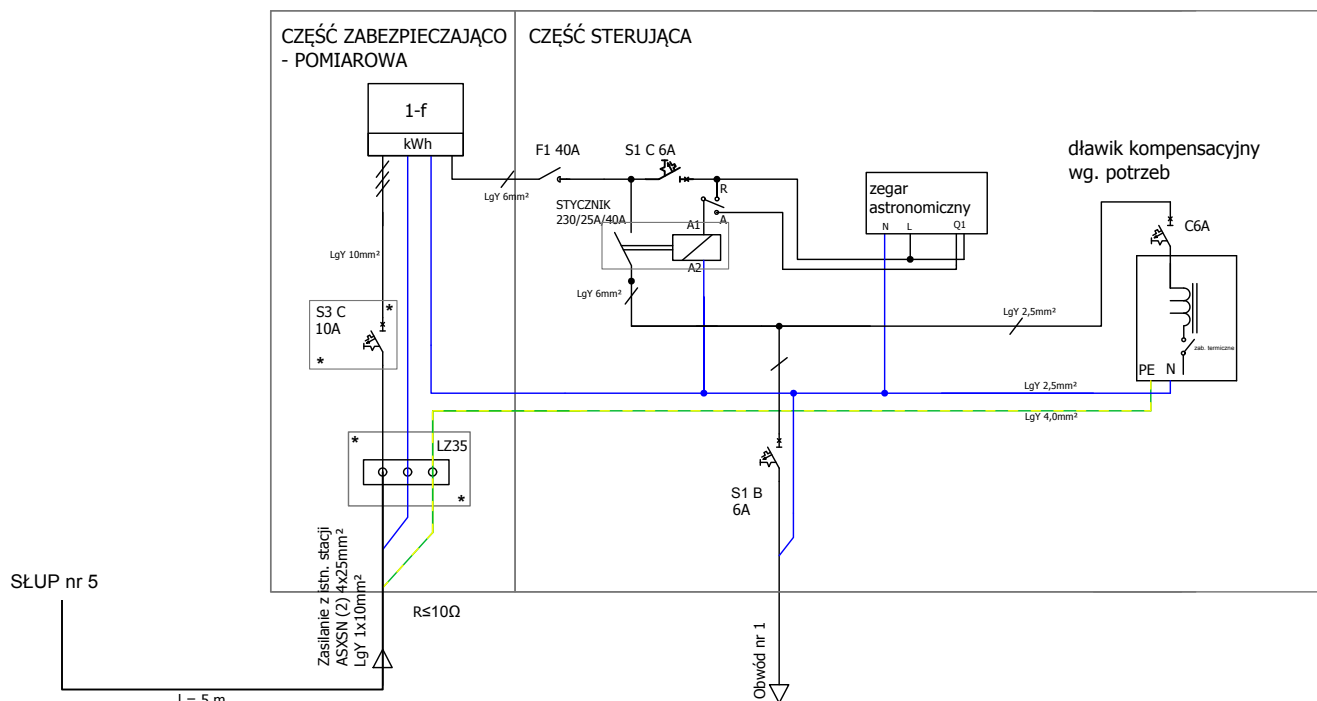 CZĘŚĆ ZABEZPIECZAJĄCO
- POMIAROWA
CZĘŚĆ STERUJĄCA
1-f
kWh
F1 40A
S1 C 6A
LgY 6mm²
STYCZNIK
230/25A/40A
R
A
A1
A2
zegar
astronomiczny
N
L
Q1
dławik kompensacyjny
wg. potrzeb
C6A
LgY 10mm²
LgY 6mm²
LgY 2,5mm²
S3 C
10A
*
*
zab. termiczne
PE
N
LgY 2,5mm²
LgY 4,0mm²
*
LZ35
*
S1 B
6A
SŁUP nr 5
Zasilanie z istn. stacji
ASXSN (2) 4x25mm²
LgY 1x10mm²
R≤10Ω
Obwód nr 1
L= 5 m